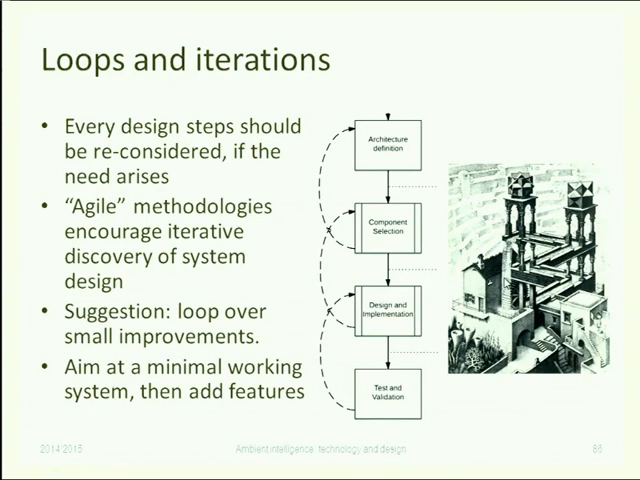 Loops and iterations
• Every design steps should
be re-considered, if the
need arises
• “Agile” methodologies
encourage iterative
discovery of system
design
• Suggestion: loop over
small improvements.
• Aim at a minimal working
system, then add features
Architecture
definition
Component
Selection
Design and
Implementation
Test and
Validation
2014-2015
Ambient intelligence: technology and design
86